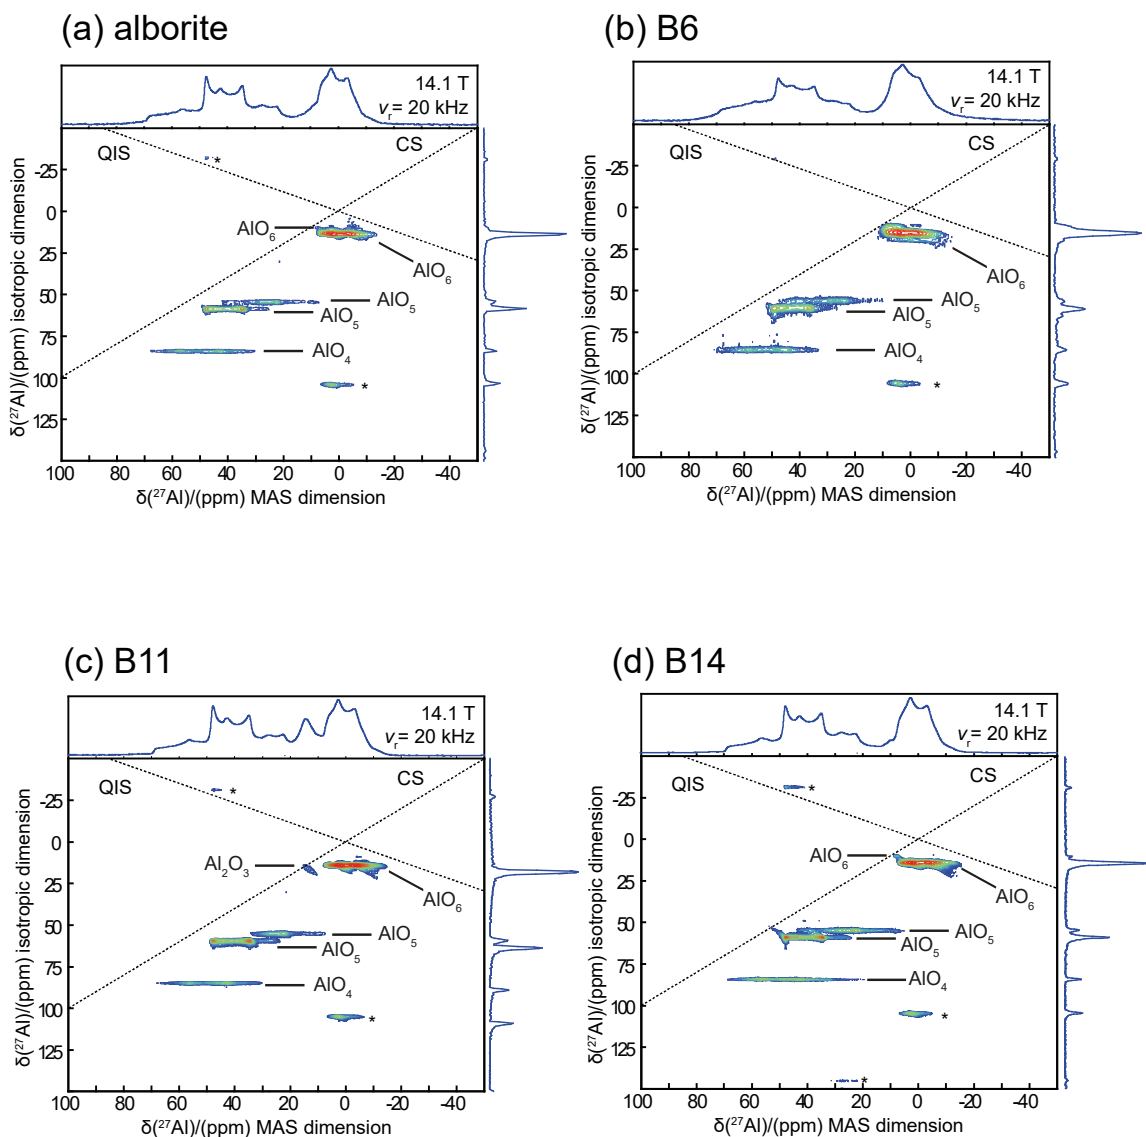 (a) alborite
14.1 T
νr= 20 kHz
QIS
CS
*
AlO6
AlO6
AlO5
AlO5
AlO4
*
-25
0
25
50
75
100
125
100 80 60 40 20 0 -20 -40
δ(27Al)/(ppm) isotropic dimension
δ(27Al)/(ppm) MAS dimension
(b) B6
14.1 T
νr= 20 kHz
QIS
CS
AlO6
AlO5
AlO5
AlO4
*
-25
0
25
50
75
100
125
100 80 60 40 20 0 -20 -40
δ(27Al)/(ppm) isotropic dimension
δ(27Al)/(ppm) MAS dimension
(c) B11
14.1 T
νr= 20 kHz
QIS
CS
*
Al2O3
AlO6
AlO5
AlO5
AlO4
*
-25
0
25
50
75
100
125
100 80 60 40 20 0 -20 -40
δ(27Al)/(ppm) isotropic dimension
δ(27Al)/(ppm) MAS dimension
(d) B14
14.1 T
νr= 20 kHz
QIS
CS
*
AlO6
AlO6
AlO5
AlO5
AlO4
*
*
-25
0
25
50
75
100
125
100 80 60 40 20 0 -20 -40
δ(27Al)/(ppm) isotropic dimension
δ(27Al)/(ppm) MAS dimension